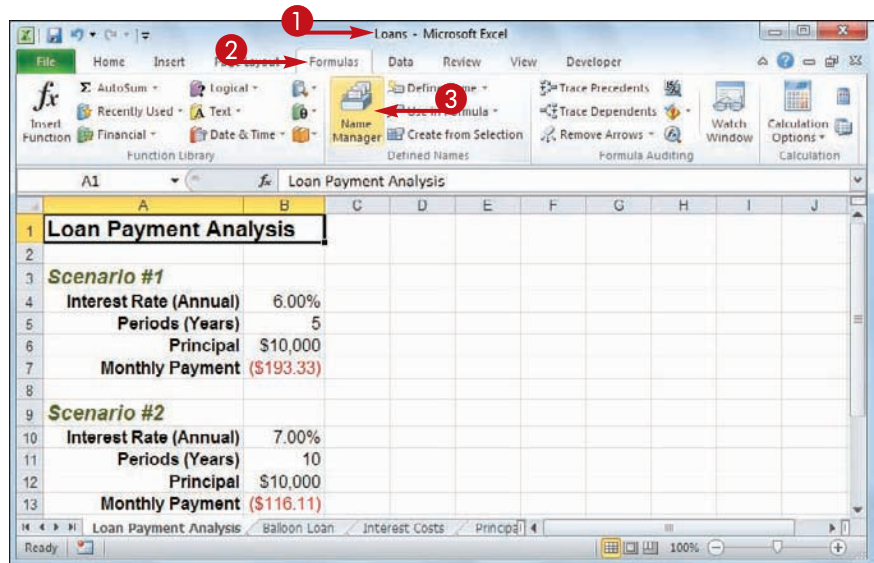 1
Loans - Microsoft Excel
2
File Home Insert Formulas Data Review View Developer
AutoSum Logical
Recently Used Text
Financial Date & Time
Insert Function
Function Library
Name Manager
3
Create from Selection
Defined Names
Trace Precedents
Trace Dependents
Remove Arrows
Formula Auditing
Watch Window
Calculation Options
Calculation
A1 fx Loan Payment Analysis
A B C D E F G H I J
1 Loan Payment Analysis
2
3 Scenario #1
4 Interest Rate (Annual) 6.00%
5 Periods (Years) 5
6 Principal $10,000
7 Monthly Payment ($193.33)
8
9 Scenario #2
10 Interest Rate (Annual) 7.00%
11 Periods (Years) 10
12 Principal $10,000
13 Monthly Payment ($116.11)
Loan Payment Analysis Balloon Loan Interest Costs Principal
Ready 100%